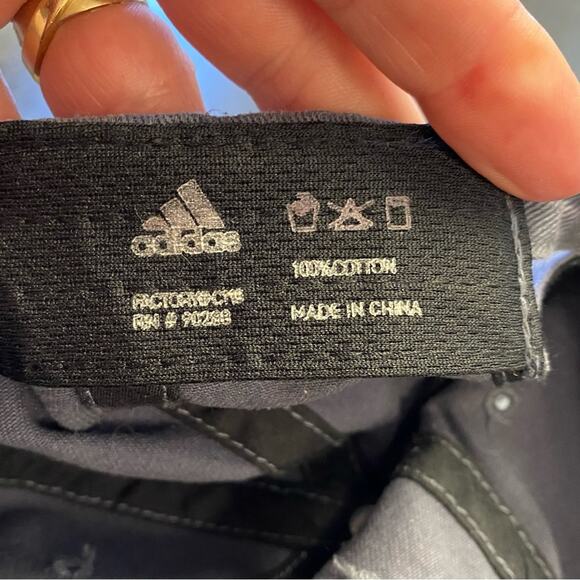 adidas
RN # 90288
100% COTTON
MADE IN CHINA